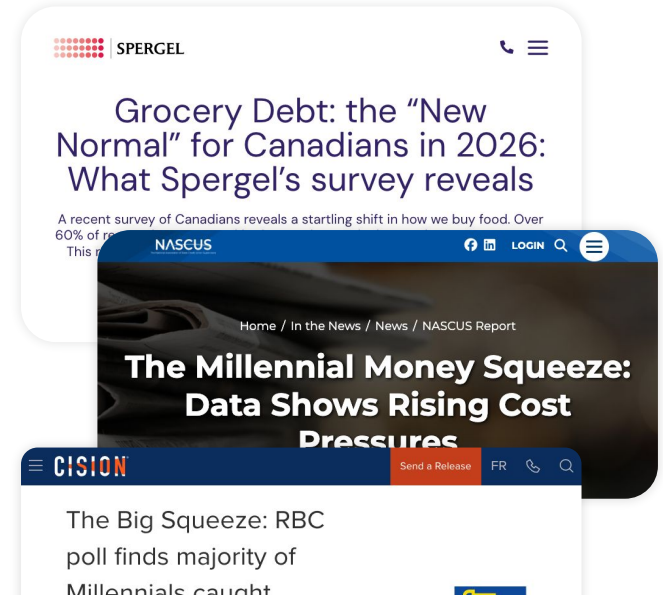 SPERGEL
Grocery Debt: the “New
Normal” for Canadians in 2026:
What Spergel’s survey reveals
A recent survey of Canadians reveals a startling shift in how we buy food. Over
60% of
This
NASCUS
LOGIN
Home / In the News / News / NASCUS Report
The Millennial Money Squeeze:
Data Shows Rising Cost
Pressures
CISION
Send a Release
FR
The Big Squeeze: RBC
poll finds majority of
Millennials caught